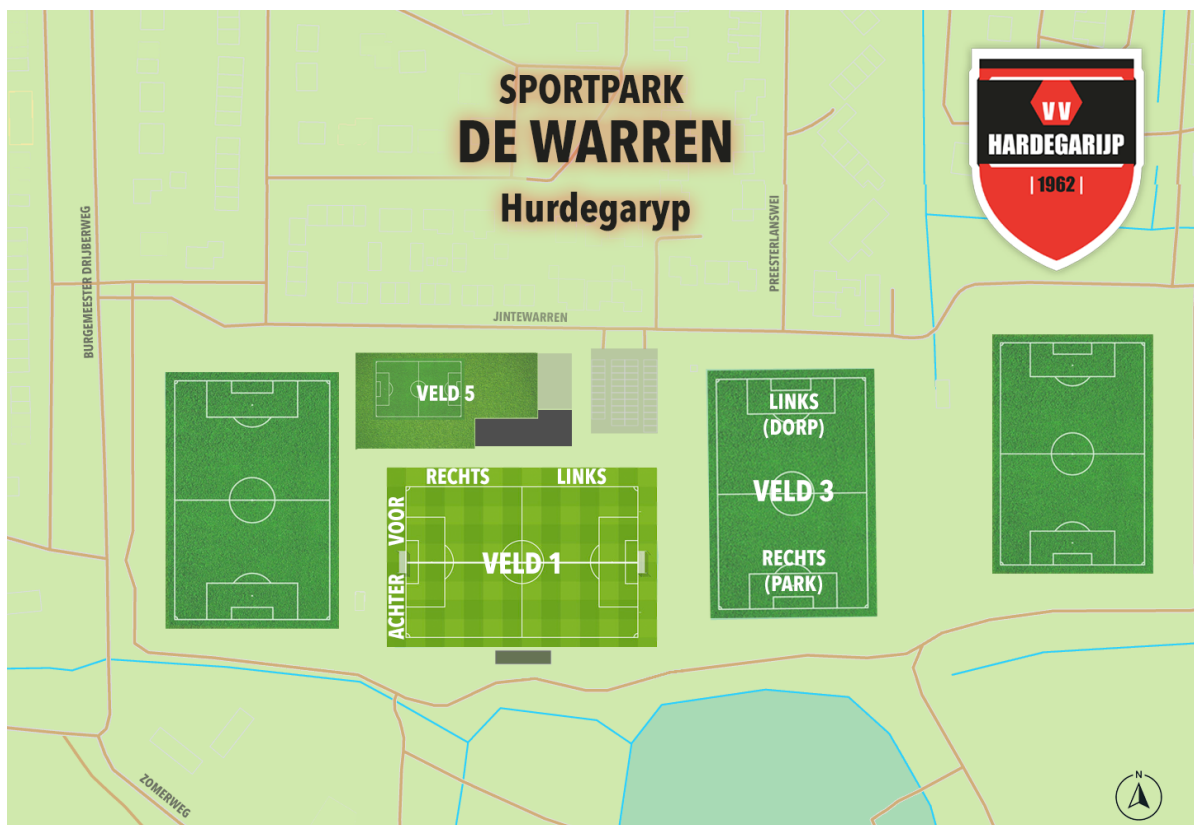 SPORTPARK
DE WARREN
Hurdegaryp
VV
HARDEGARIJP
| 1962 |
BURGEMEESTER DRIJBERWEG
PREESTERLANSWEI
JINTEWARREN
VELD 5
LINKS
(DORP)
VELD 3
RECHTS
(PARK)
RECHTS
LINKS
VOOR
ACHTER
VELD 1
ZOMERWEG
N